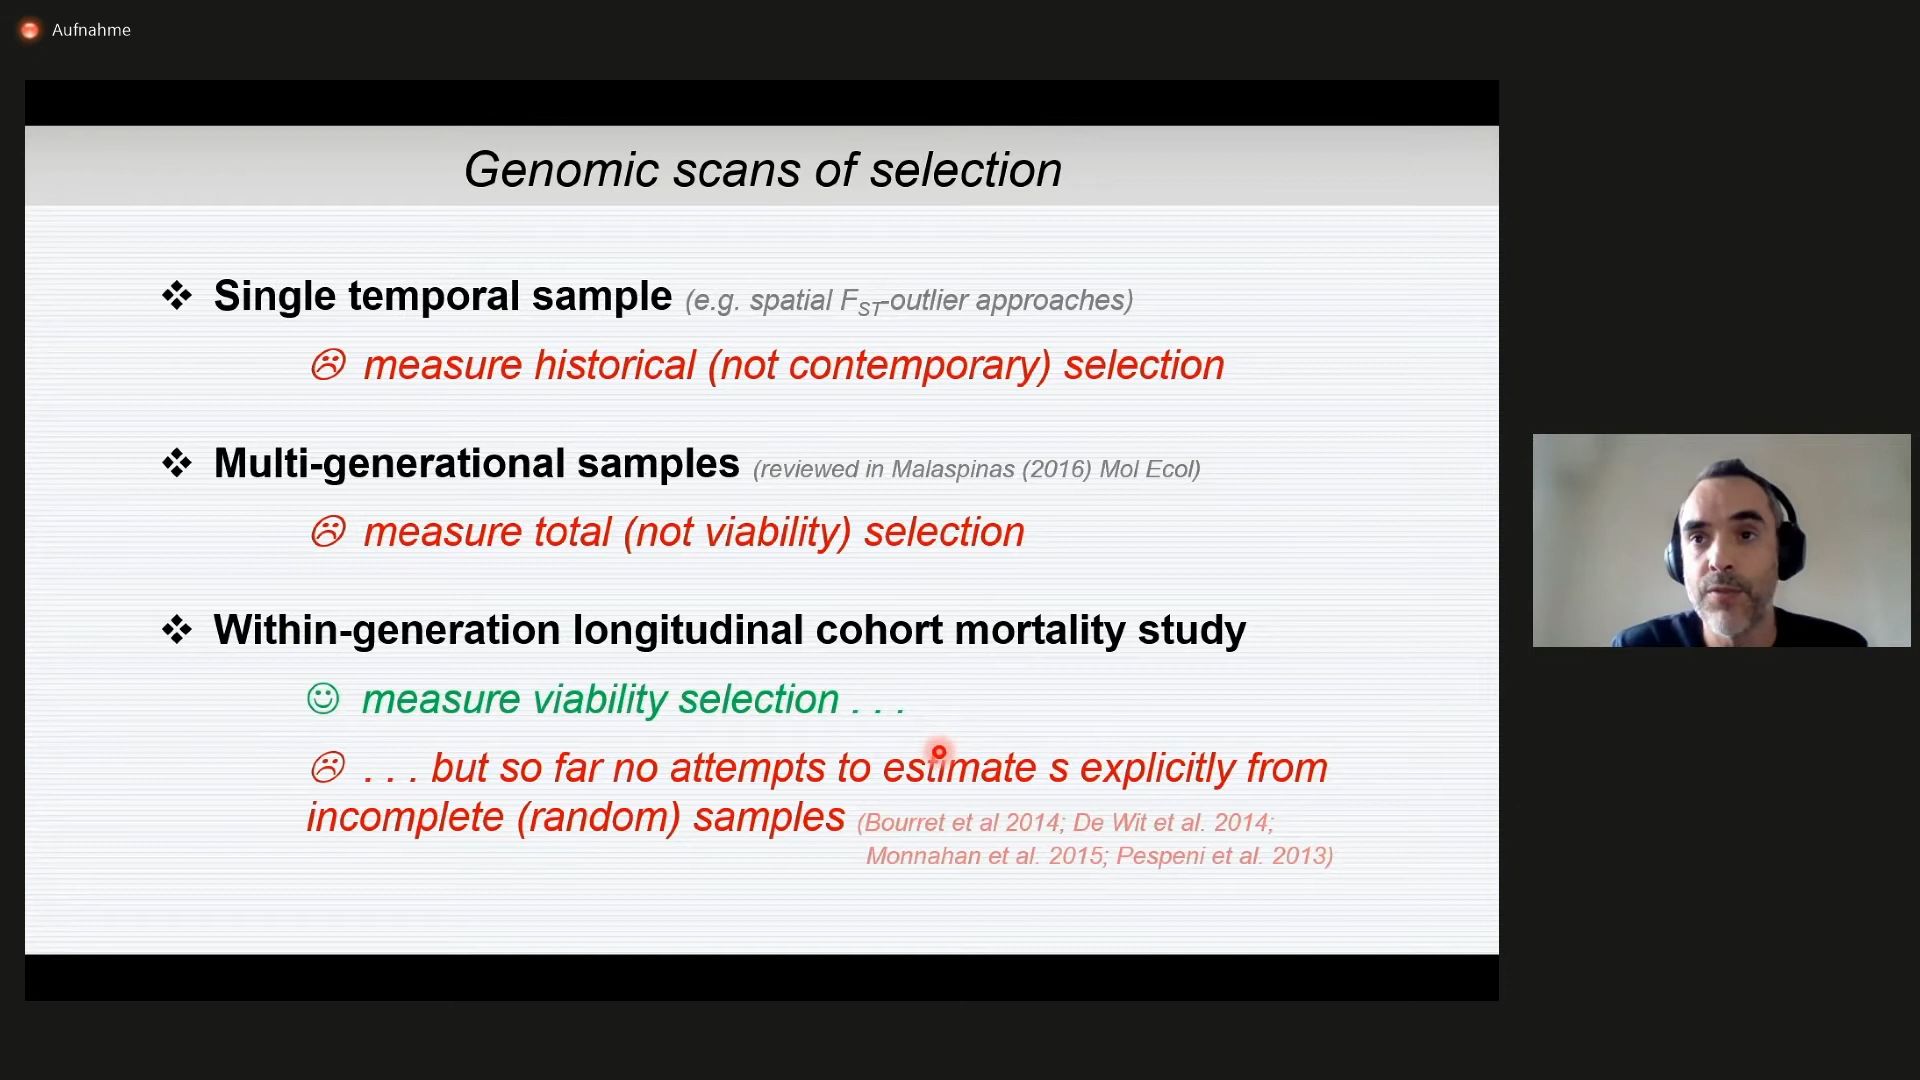 Aufnahme
Genomic scans of selection
❖ Single temporal sample (e.g. spatial FST-outlier approaches)
☹ measure historical (not contemporary) selection
❖ Multi-generational samples (reviewed in Malaspinas (2016) Mol Ecol)
☹ measure total (not viability) selection
❖ Within-generation longitudinal cohort mortality study
☺ measure viability selection . . .
☹ . . . but so far no attempts to estimate s explicitly from
incomplete (random) samples (Bourret et al 2014; De Wit et al. 2014;
Monnahan et al. 2015; Pespeni et al. 2013)